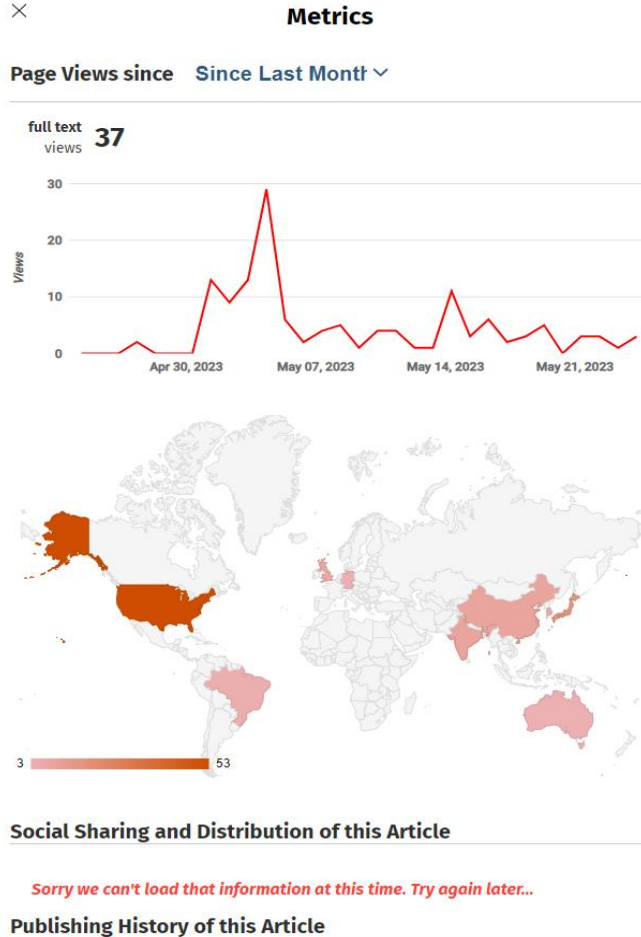 Metrics
Page Views since Since Last Month
full text
views 37
30
20
10
0
Views
Apr 30, 2023 May 07, 2023 May 14, 2023 May 21, 2023
3 53
Social Sharing and Distribution of this Article
Sorry we can't load that information at this time. Try again later...
Publishing History of this Article